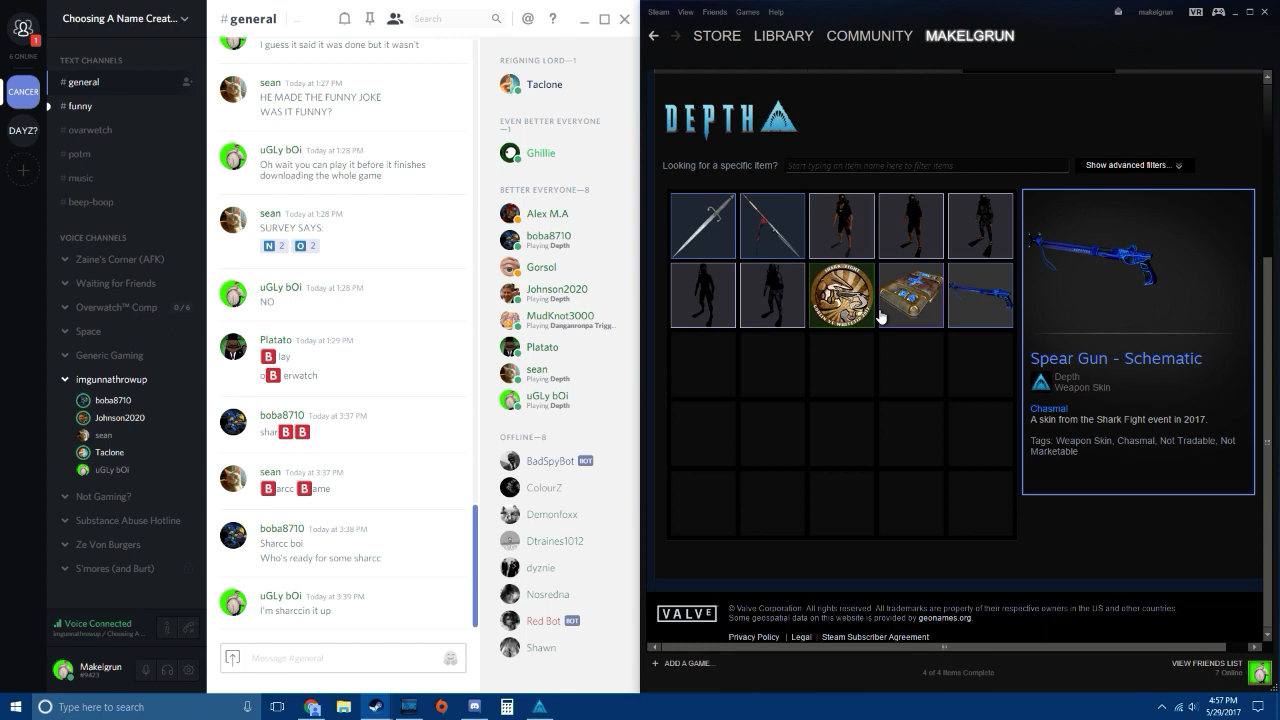 1
6 ONLINE
CANCER
DAYZ??
Choosing A Name Creat...
TEXT CHANNELS
# general
# funny
# ovarwetch
# potm
# music
# beep-boop
VOICE CHANNELS
Zaine's Corner (AFK)
Waiting for Friends
Overwatch™ Comp 0/6
Space
Generic Gaming
imgunnathrowup
boba8710
Johnson2020
sean
Taclone
uGLy bOi
Not Gaming?
Substance Abuse Hotline
Ze Von Burgers
S'mores (and Burt)
Voice Connected
imgunnathrowup / Choosing A ...
Makelgrun
#9423
# general ...
Search
@ ?
I guess it said it was done but it wasn't
sean Today at 1:27 PM
HE MADE THE FUNNY JOKE
WAS IT FUNNY?
uGLy bOi Today at 1:28 PM
Oh wait you can play it before it finishes
downloading the whole game
sean Today at 1:28 PM
SURVEY SAYS:
N 2 O 2
uGLy bOi Today at 1:28 PM
NO
Platato Today at 1:29 PM
B lay
o B erwatch
boba8710 Today at 3:37 PM
shar B B
sean Today at 3:37 PM
B arcc B ame
boba8710 Today at 3:38 PM
Sharcc boi
Who's ready for some sharcc
uGLy bOi Today at 3:39 PM
I'm sharccin it up
Message #general
REIGNING LORD—1
Taclone
EVEN BETTER EVERYONE
—1
Ghillie
BETTER EVERYONE—8
Alex M.A
boba8710
Playing Depth
Gorsol
Johnson2020
Playing Depth
MudKnot3000
Playing Danganronpa Trigg...
Platato
sean
Playing Depth
uGLy bOi
Playing Depth
OFFLINE—8
BadSpyBot BOT
ColourZ
Demonfoxx
Dtraines1012
dyznie
Nosredna
Red Bot BOT
Shawn
Steam View Friends Games Help
makelgrun VR
STORE LIBRARY COMMUNITY MAKELGRUN
DEPTH
Looking for a specific item? Start typing an item name here to filter items Show advanced filters...
SHARK FIGHT
Spear Gun - Schematic
Depth
Weapon Skin
Chasmal
A skin from the Shark Fight event in 2017.
Tags: Weapon Skin, Chasmal, Not Tradable, Not
Marketable
VALVE
© Valve Corporation. All rights reserved. All trademarks are property of their respective owners in the US and other countries.
Some geospatial data on this website is provided by geonames.org.
Privacy Policy | Legal | Steam Subscriber Agreement
+ ADD A GAME...
4 of 4 Items Complete
VIEW FRIENDS LIST
7 Online
Type here to search
4:57 PM
5/29/2017